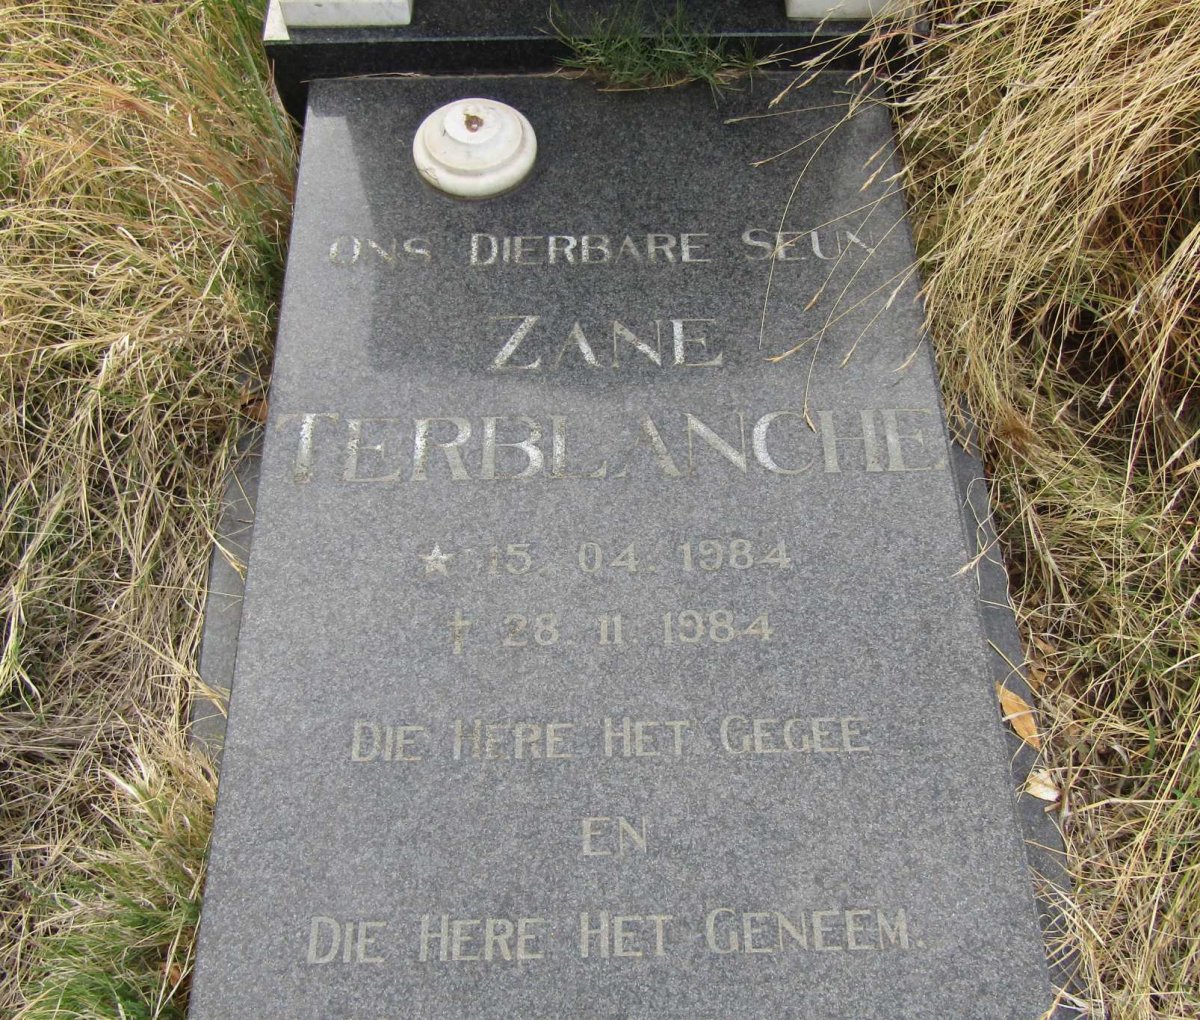 ONS DIERBARE SEUN
ZANE
TERBLANCHE
★ 15. 04. 1984
† 28. 11 1984
DIE HERE HET GEGEE
EN
DIE HERE HET GENEEM.